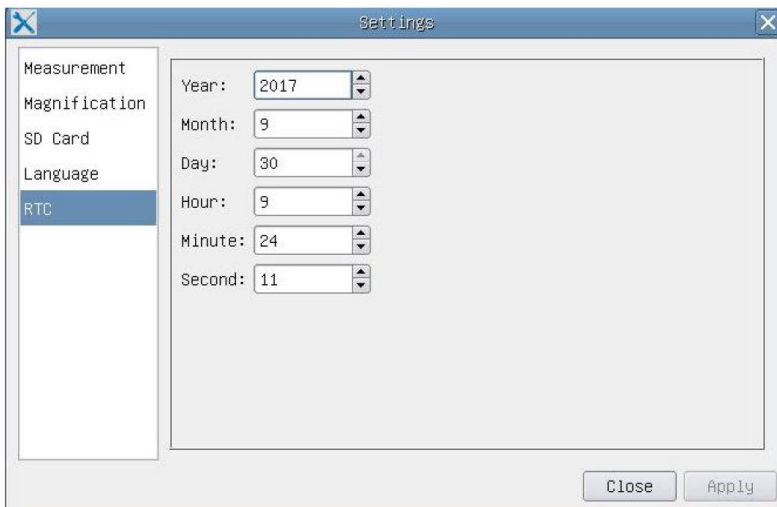 Settings
Measurement
Magnification
SD Card
Language
RTC
Year: 2017
Month: 9
Day: 30
Hour: 9
Minute: 24
Second: 11
Close
Apply